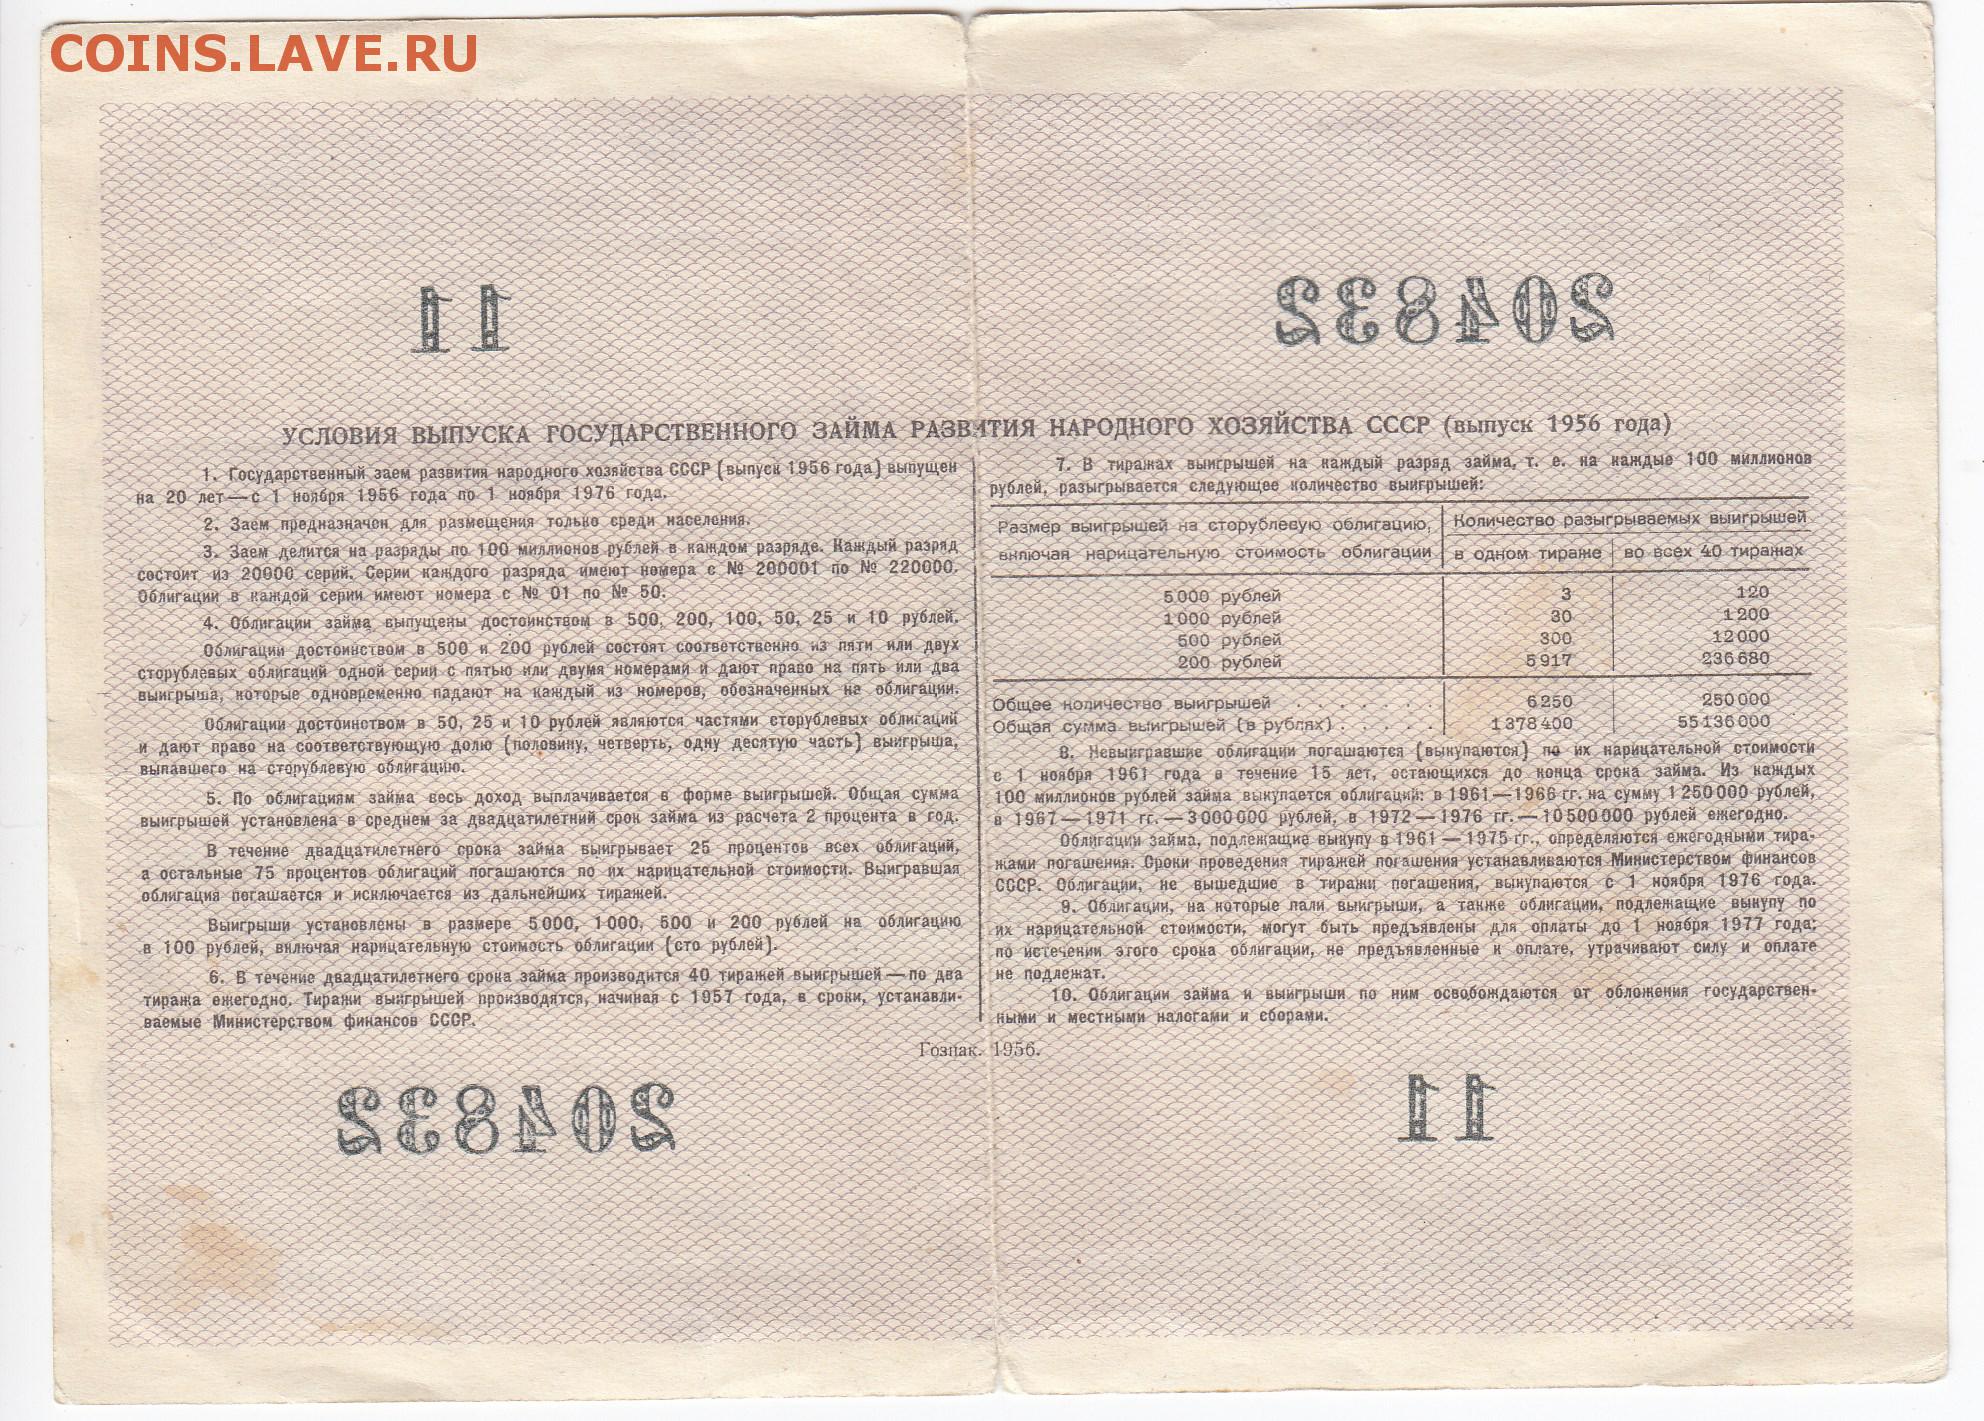 COINS.LAVE.RU
11
204832
УСЛОВИЯ ВЫПУСКА ГОСУДАРСТВЕННОГО ЗАЙМА РАЗВИТИЯ НАРОДНОГО ХОЗЯЙСТВА СССР (выпуск 1956 года)
1. Государственный заем развития народного хозяйства СССР (выпуск 1956 года) выпущен
на 20 лет — с 1 ноября 1956 года по 1 ноября 1976 года.
2. Заем предназначен для размещения только среди населения.
3. Заем делится на разряды по 100 миллионов рублей в каждом разряде. Каждый разряд
состоит из 20000 серий. Серии каждого разряда имеют номера с № 200001 по № 220000.
Облигации в каждой серии имеют номера с № 01 по № 50.
4. Облигации займа выпущены достоинством в 500, 200, 100, 50, 25 и 10 рублей.
Облигации достоинством в 500 и 200 рублей состоят соответственно из пяти или двух
сторублевых облигаций одной серии с пятью или двумя номерами и дают право на пять или два
выигрыша, которые одновременно падают на каждый из номеров, обозначенных на облигации.
Облигации достоинством в 50, 25 и 10 рублей являются частями сторублевых облигаций
и дают право на соответствующую долю (половину, четверть, одну десятую часть) выигрыша,
выпавшего на сторублевую облигацию.
5. По облигациям займа весь доход выплачивается в форме выигрышей. Общая сумма
выигрышей установлена в среднем за двадцатилетний срок займа из расчета 2 процента в год.
В течение двадцатилетнего срока займа выигрывает 25 процентов всех облигаций,
а остальные 75 процентов облигаций погашаются по их нарицательной стоимости. Выигравшая
облигация погашается и исключается из дальнейших тиражей.
Выигрыши установлены в размере 5000, 1000, 500 и 200 рублей на облигацию
в 100 рублей, включая нарицательную стоимость облигации (сто рублей).
6. В течение двадцатилетнего срока займа производится 40 тиражей выигрышей — по два
тиража ежегодно. Тиражи выигрышей производятся, начиная с 1957 года, в сроки, устанавли-
ваемые Министерством финансов СССР.
7. В тиражах выигрышей на каждый разряд займа, т. е. на каждые 100 миллионов
рублей, разыгрывается следующее количество выигрышей:
Размер выигрышей на сторублевую облигацию, Количество разыгрываемых выигрышей
включая нарицательную стоимость облигации в одном тираже во всех 40 тиражах
5000 рублей 3 120
1000 рублей 30 1200
500 рублей 300 12000
200 рублей 5917 236680
Общее количество выигрышей . . . . . . . 6250 250000
Общая сумма выигрышей (в рублях) . . . . . 1378400 55136000
8. Невыигравшие облигации погашаются (выкупаются) по их нарицательной стоимости
с 1 ноября 1961 года в течение 15 лет, остающихся до конца срока займа. Из каждых
100 миллионов рублей займа выкупается облигаций: в 1961—1966 гг. на сумму 1250000 рублей,
в 1967—1971 гг. — 3000000 рублей, в 1972—1976 гг. — 10500000 рублей ежегодно.
Облигации займа, подлежащие выкупу в 1961—1975 гг., определяются ежегодными тира-
жами погашения. Сроки проведения тиражей погашения устанавливаются Министерством финансов
СССР. Облигации, не вышедшие в тиражи погашения, выкупаются с 1 ноября 1976 года.
9. Облигации, на которые пали выигрыши, а также облигации, подлежащие выкупу по
их нарицательной стоимости, могут быть предъявлены для оплаты до 1 ноября 1977 года;
по истечении этого срока облигации, не предъявленные к оплате, утрачивают силу и оплате
не подлежат.
10. Облигации займа и выигрыши по ним освобождаются от обложения государствен-
ными и местными налогами и сборами.
Гознак. 1956.
204832
11